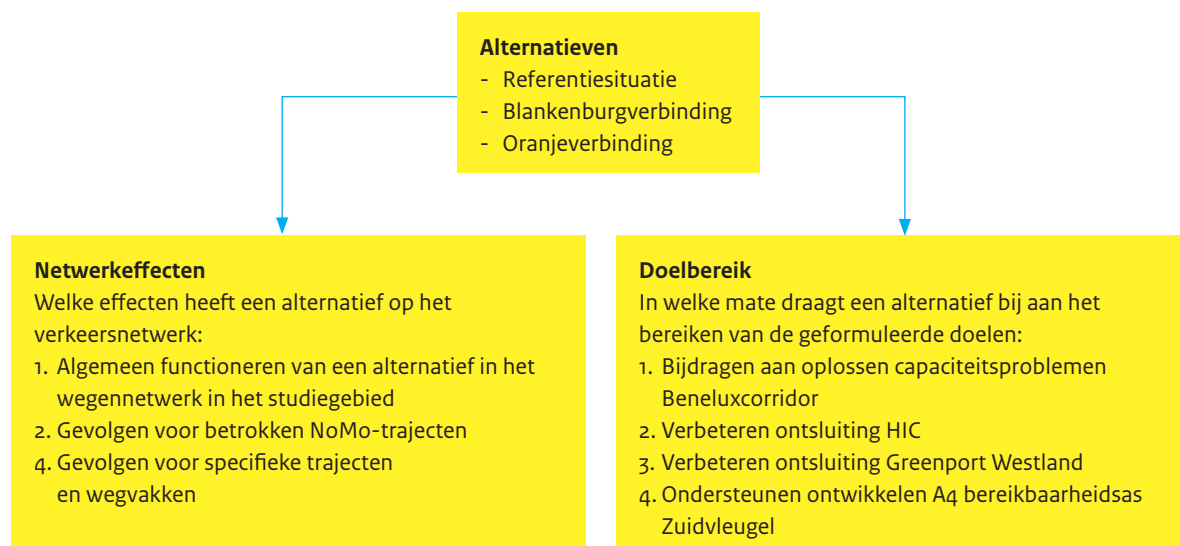 Alternatieven
- Referentiesituatie
- Blankenburgverbinding
- Oranjeverbinding
Netwerkeffecten
Welke effecten heeft een alternatief op het
verkeersnetwerk:
1. Algemeen functioneren van een alternatief in het
wegennetwerk in het studiegebied
2. Gevolgen voor betrokken NoMo-trajecten
4. Gevolgen voor specifieke trajecten
en wegvakken
Doelbereik
In welke mate draagt een alternatief bij aan het
bereiken van de geformuleerde doelen:
1. Bijdragen aan oplossen capaciteitsproblemen
Beneluxcorridor
2. Verbeteren ontsluiting HIC
3. Verbeteren ontsluiting Greenport Westland
4. Ondersteunen ontwikkelen A4 bereikbaarheidsas
Zuidvleugel